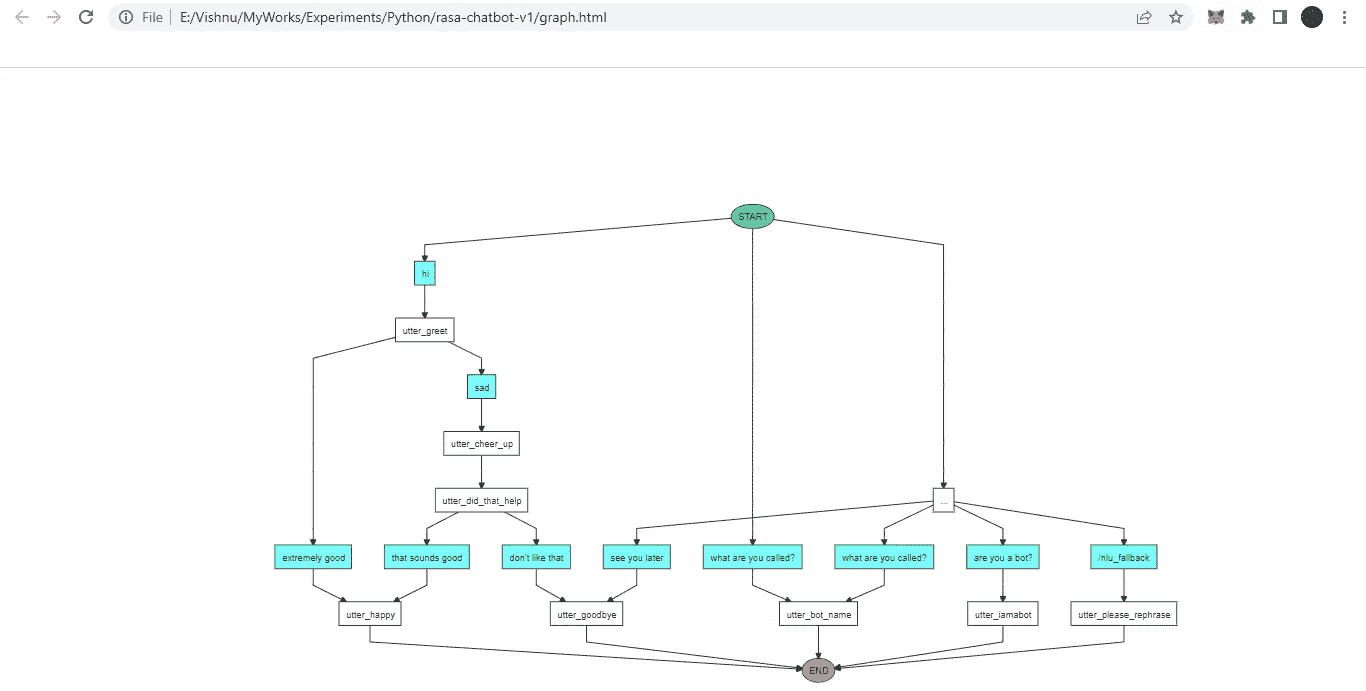 File
E:/Vishnu/MyWorks/Experiments/Python/rasa-chatbot-v1/graph.html
START
hi
utter_greet
sad
utter_cheer_up
utter_did_that_help
...
extremely good
that sounds good
don't like that
see you later
what are you called?
what are you called?
are you a bot?
/nlu_fallback
utter_happy
utter_goodbye
utter_bot_name
utter_iamabot
utter_please_rephrase
END